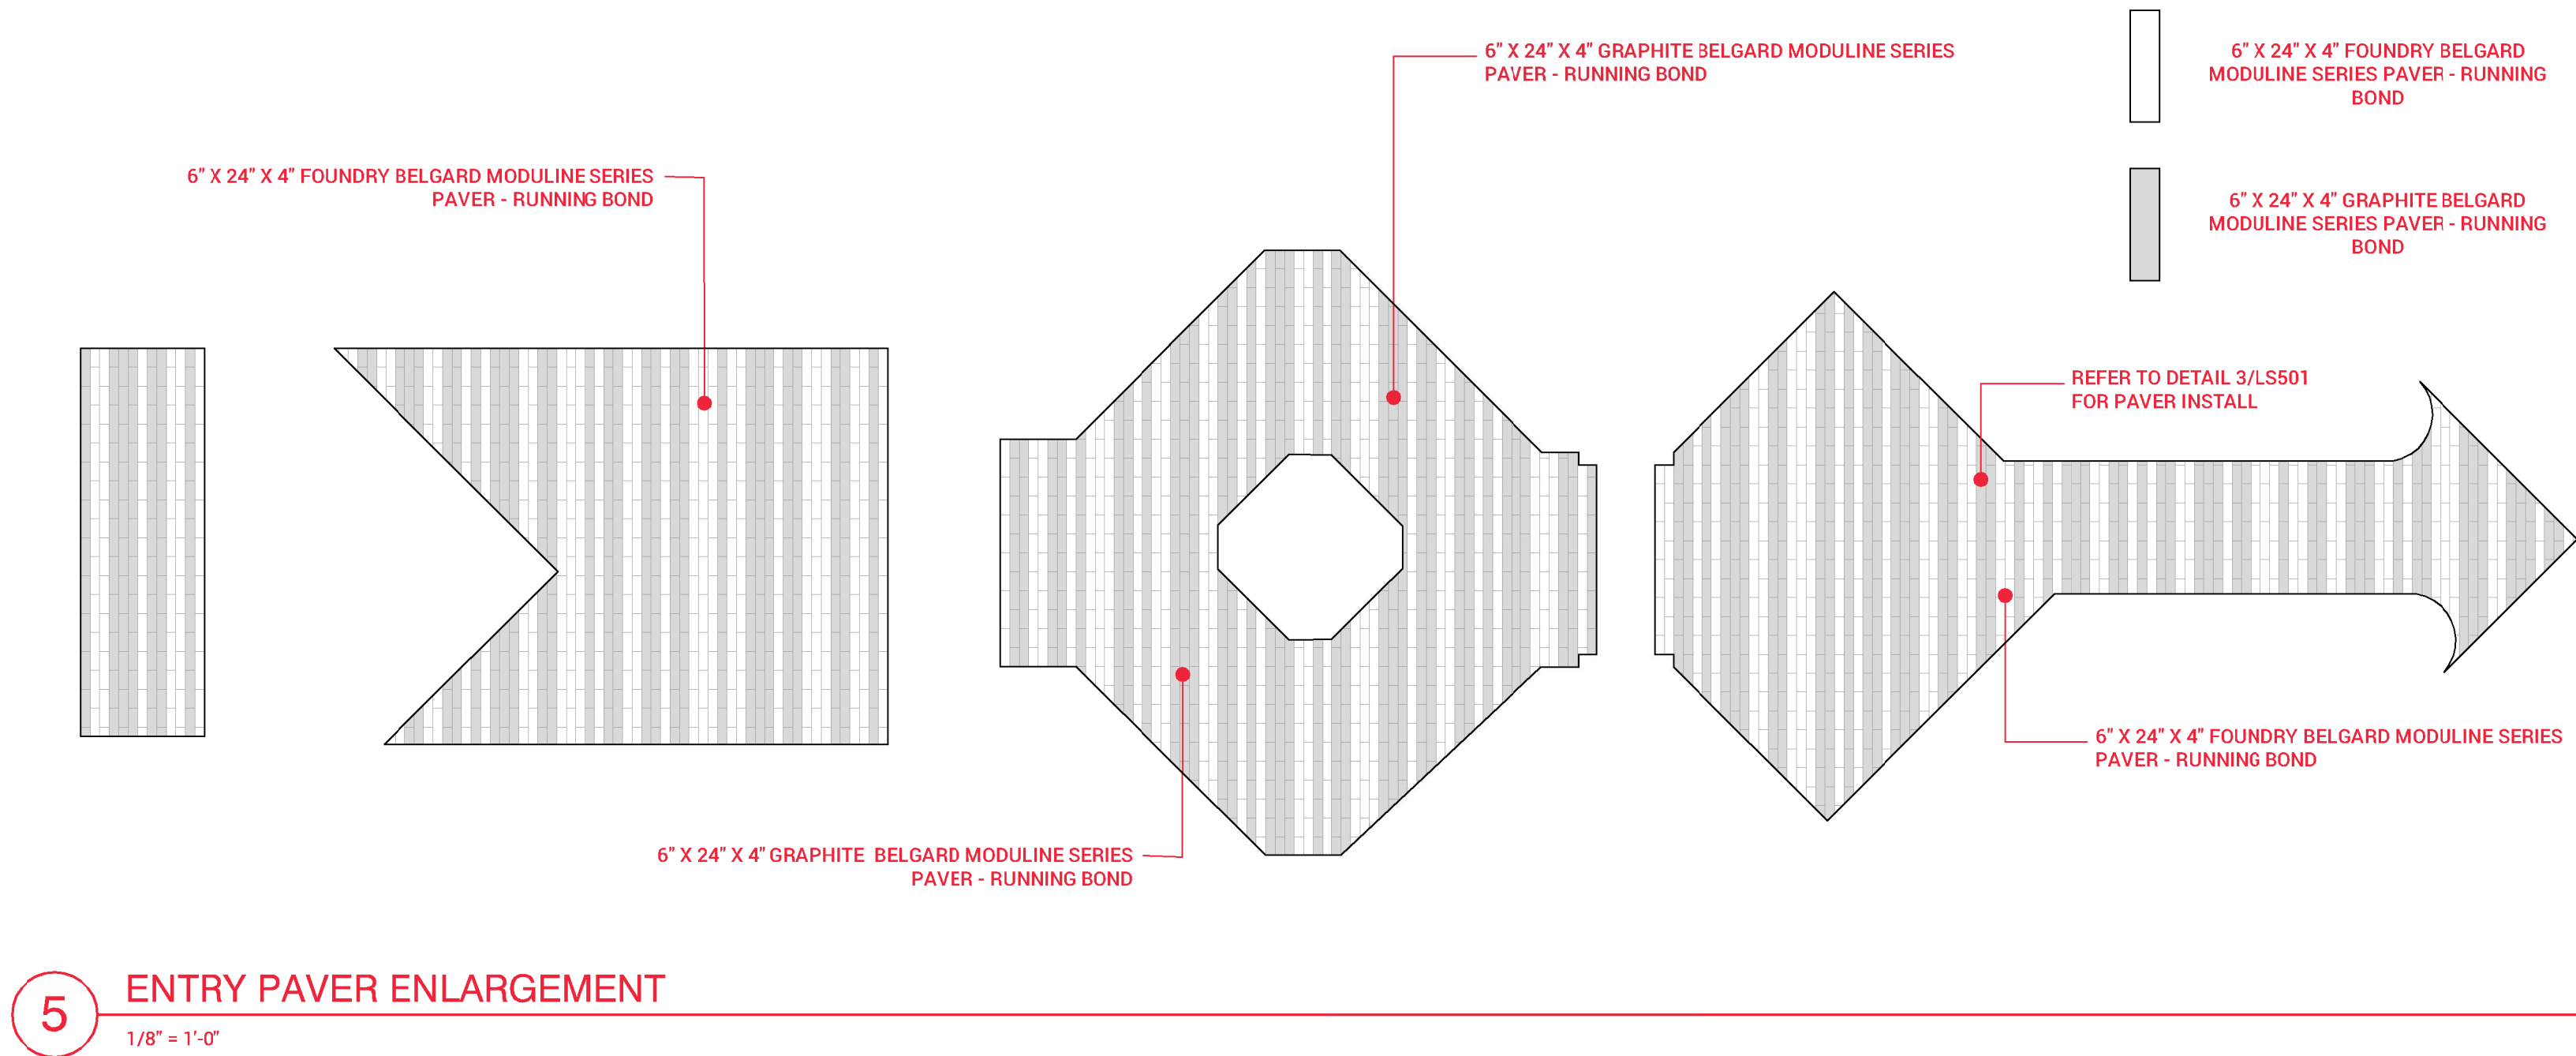 6" X 24" X 4" GRAPHITE BELGARD MODULINE SERIES
PAVER - RUNNING BOND
6" X 24" X 4" FOUNDRY BELGARD
MODULINE SERIES PAVER - RUNNING
BOND
6" X 24" X 4" FOUNDRY BELGARD MODULINE SERIES
PAVER - RUNNING BOND
6" X 24" X 4" GRAPHITE BELGARD
MODULINE SERIES PAVER - RUNNING
BOND
REFER TO DETAIL 3/LS501
FOR PAVER INSTALL
6" X 24" X 4" FOUNDRY BELGARD MODULINE SERIES
PAVER - RUNNING BOND
6" X 24" X 4" GRAPHITE BELGARD MODULINE SERIES
PAVER - RUNNING BOND
5
ENTRY PAVER ENLARGEMENT
1/8" = 1'-0"